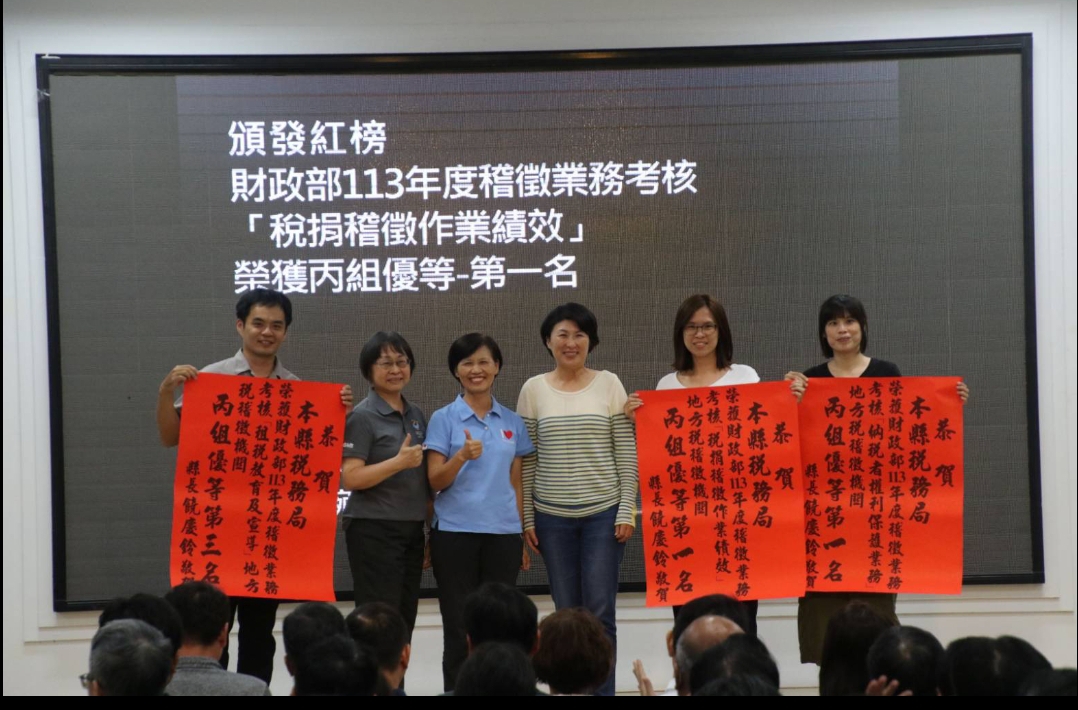 頒發紅榜
財政部113年度稽徵業務考核
「稅捐稽徵作業績效」
榮獲丙組優等-第一名
恭賀
本縣稅務局
榮獲財政部113年度稽徵業務
考核「租稅教育及宣導」地方
稅稽徵機關
丙組優等第三名
縣長饒慶鈴敬賀
恭賀
本縣稅務局
榮獲財政部113年度稽徵業務
考核「稅捐稽徵作業績效」
地方稅稽徵機關
丙組優等第一名
縣長饒慶鈴敬賀
恭賀
本縣稅務局
榮獲財政部113年度稽徵業務
考核「納稅者權利保護業務」
地方稅稽徵機關
丙組優等第一名
縣長饒慶鈴敬賀